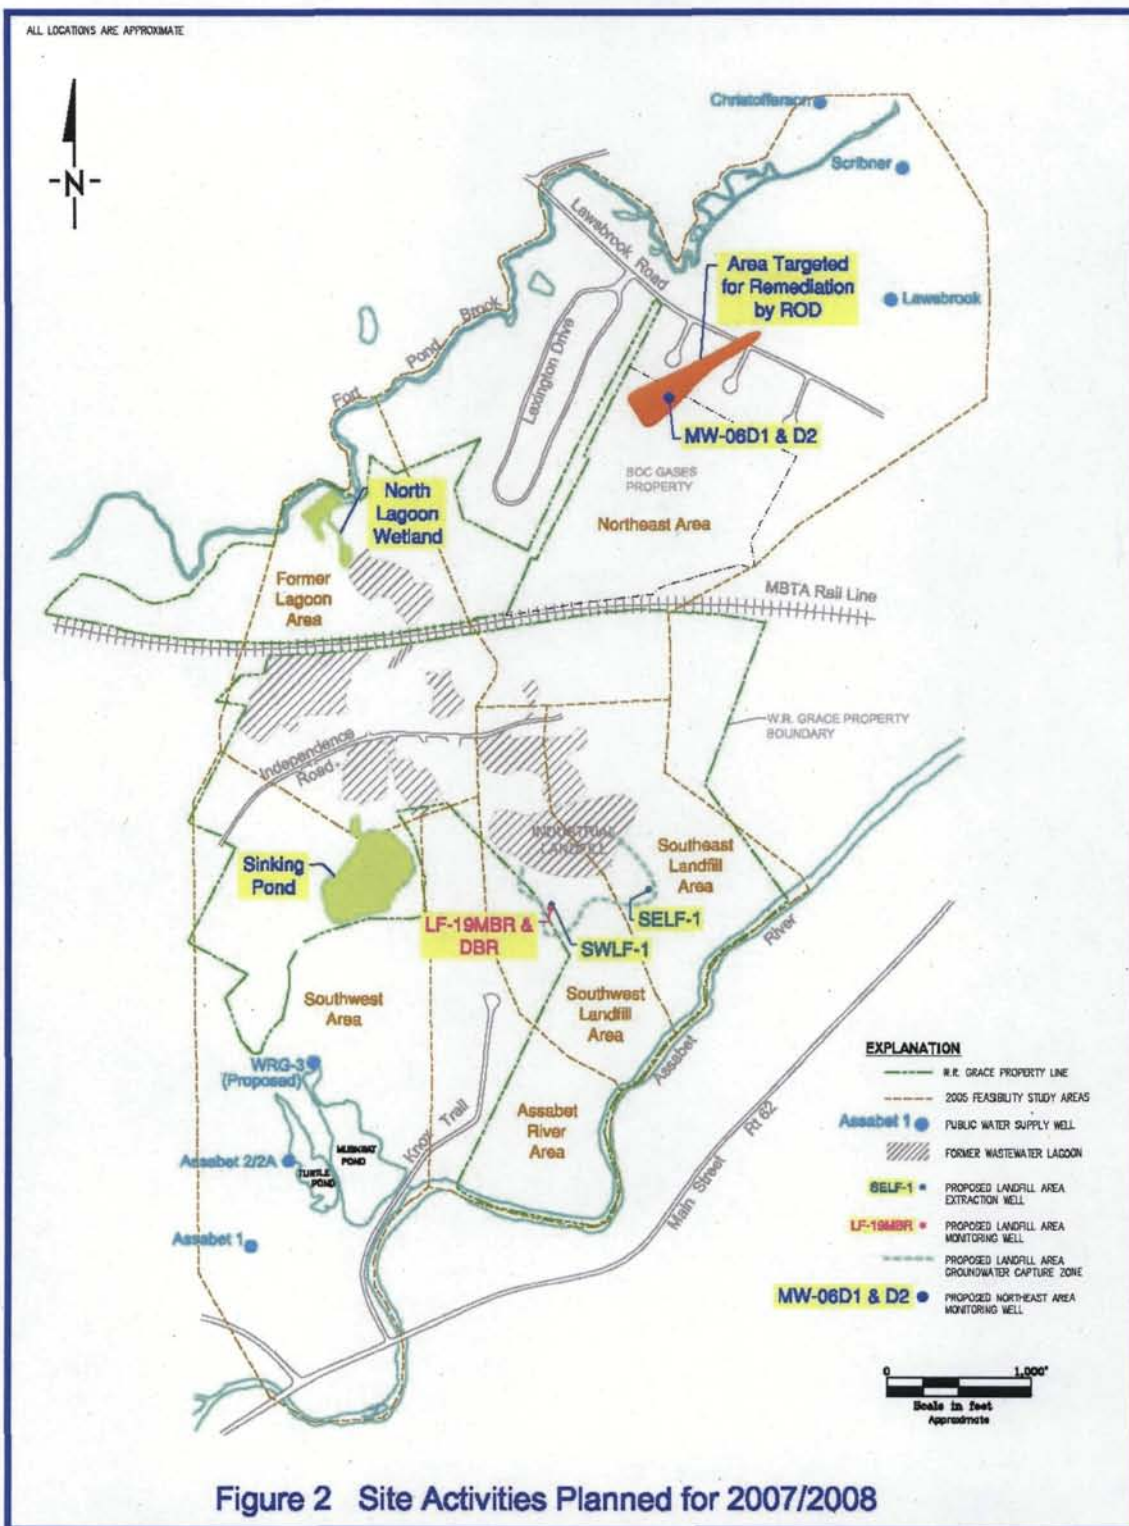 ALL LOCATIONS ARE APPROXIMATE
-N-
Christofferson
Scribner
Lawsbrook
Lawsbrook Road
Area Targeted
for Remediation
by ROD
Lexington Drive
Fort Pond Brook
MW-06D1 & D2
BOC GASES
PROPERTY
Northeast Area
North
Lagoon
Wetland
Former
Lagoon
Area
MBTA Rail Line
W.R. GRACE PROPERTY
BOUNDARY
Independence
Road
INDUSTRIAL
LANDFILL
Southeast
Landfill
Area
Sinking
Pond
SELF-1
LF-19MBR &
DBR
SWLF-1
River
Southwest
Area
Southwest
Landfill
Area
Assabet
WRG-3
(Proposed)
Knox Trail
Assabet
River
Area
Main Street Rt 62
MUSKRAT
POND
Assabet 2/2A
TURTLE
POND
Assabet 1
EXPLANATION
W.R. GRACE PROPERTY LINE
2005 FEASIBILITY STUDY AREAS
Assabet 1 PUBLIC WATER SUPPLY WELL
FORMER WASTEWATER LAGOON
SELF-1 PROPOSED LANDFILL AREA
EXTRACTION WELL
LF-19MBR PROPOSED LANDFILL AREA
MONITORING WELL
PROPOSED LANDFILL AREA
GROUNDWATER CAPTURE ZONE
MW-06D1 & D2 PROPOSED NORTHEAST AREA
MONITORING WELL
0 1,000'
Scale in feet
Approximate
Figure 2 Site Activities Planned for 2007/2008